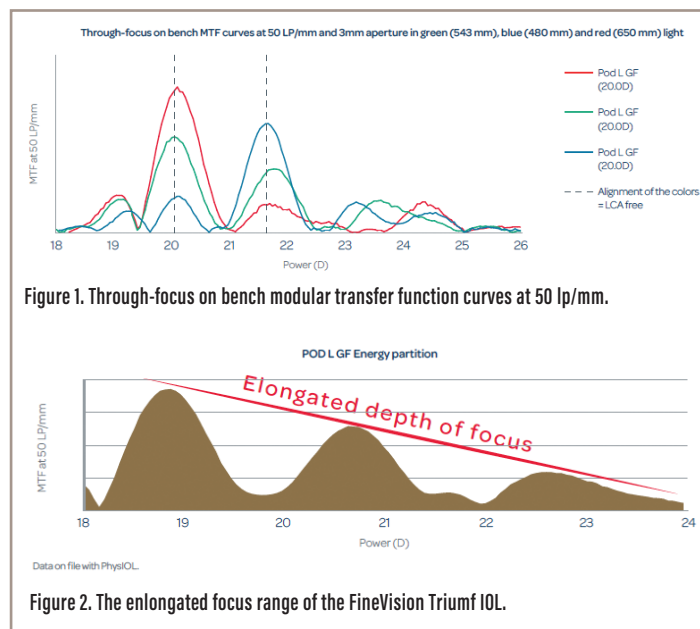 Through-focus on bench MTF curves at 50 LP/mm and 3mm aperture in green (543 mm), blue (480 mm) and red (650 mm) light
MTF at 50 LP/mm
Pod L GF
(20.0D)
Pod L GF
(20.0D)
Pod L GF
(20.0D)
Alignment of the colors
= LCA free
18 19 20 21 22 23 24 25 26
Power (D)
Figure 1. Through-focus on bench modular transfer function curves at 50 lp/mm.
POD L GF Energy partition
Elongated depth of focus
MTF at 50 LP/mm
18 19 20 21 22 23 24
Power (D)
Data on file with PhysIOL.
Figure 2. The enlongated focus range of the FineVision Triumf IOL.